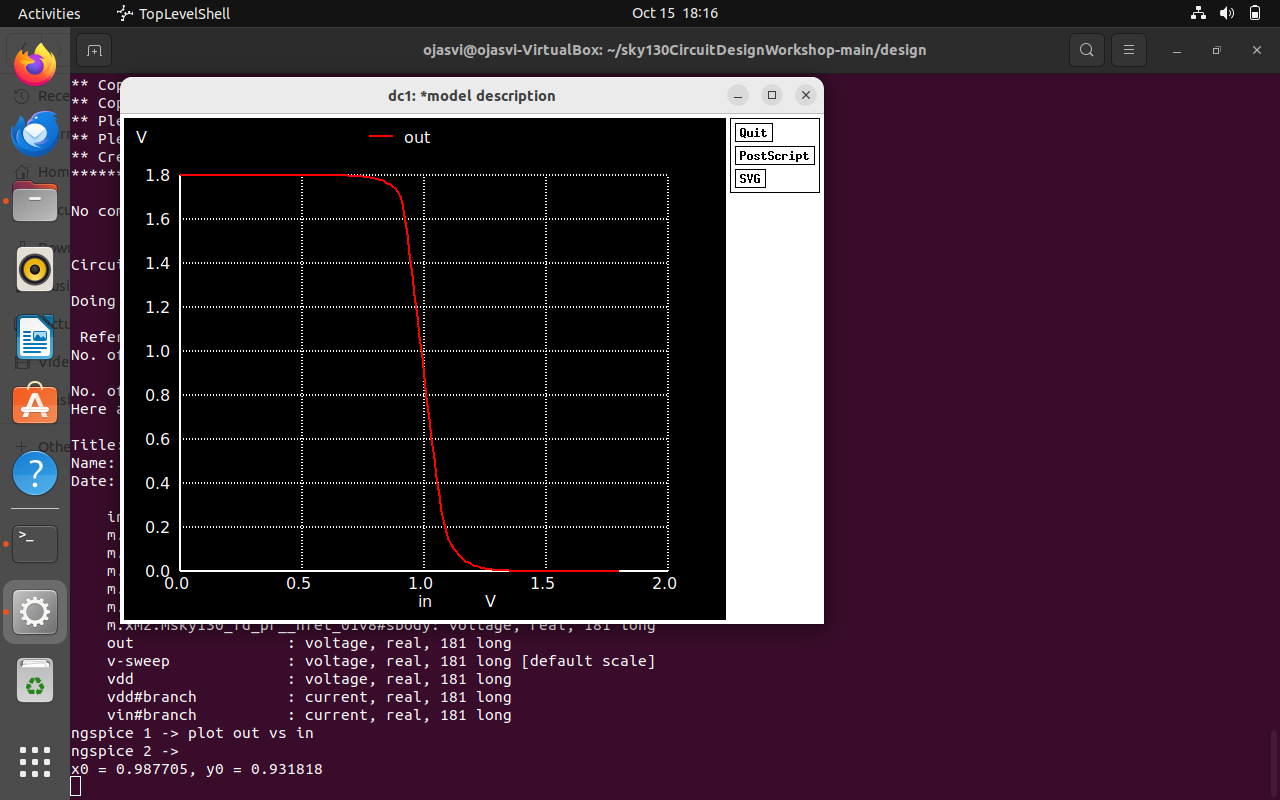 Activities TopLevelShell Oct 15 18:16
ojasvi@ojasvi-VirtualBox: ~/sky130CircuitDesignWorkshop-main/design
** Cop
** Cop
** Ple
** Ple
** Cre
******
No com
Circui
Doing
Refer
No. of
No. of
Here a
Title:
Name:
Date:
in
m.
m.
m.
m.
m.
dc1: *model description
Quit
PostScript
SVG
V
out
1.8
1.6
1.4
1.2
1.0
0.8
0.6
0.4
0.2
0.0
0.0 0.5 1.0 1.5 2.0
in V
m.xm2.msky130_fd_pr__nfet_01v8#sbody: voltage, real, 181 long
out : voltage, real, 181 long
v-sweep : voltage, real, 181 long [default scale]
vdd : voltage, real, 181 long
vdd#branch : current, real, 181 long
vin#branch : current, real, 181 long
ngspice 1 -> plot out vs in
ngspice 2 ->
x0 = 0.987705, y0 = 0.931818